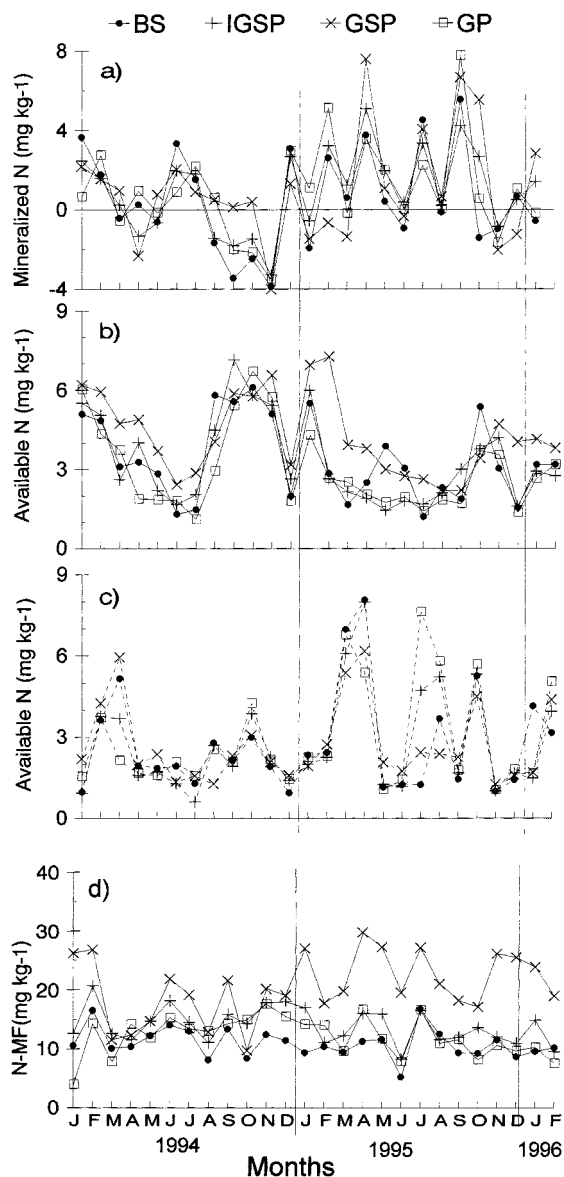 BS IGSP GSP GP
8
a)
4
0
-4
Mineralized N (mg kg-1)
9
b)
6
3
0
Available N (mg kg-1)
9
c)
6
3
0
Available N (mg kg-1)
40
d)
30
20
10
0
N-MF(mg kg-1)
J F M A M J J A S O N D J F M A M J J A S O N D J F
1994 1995 1996
Months